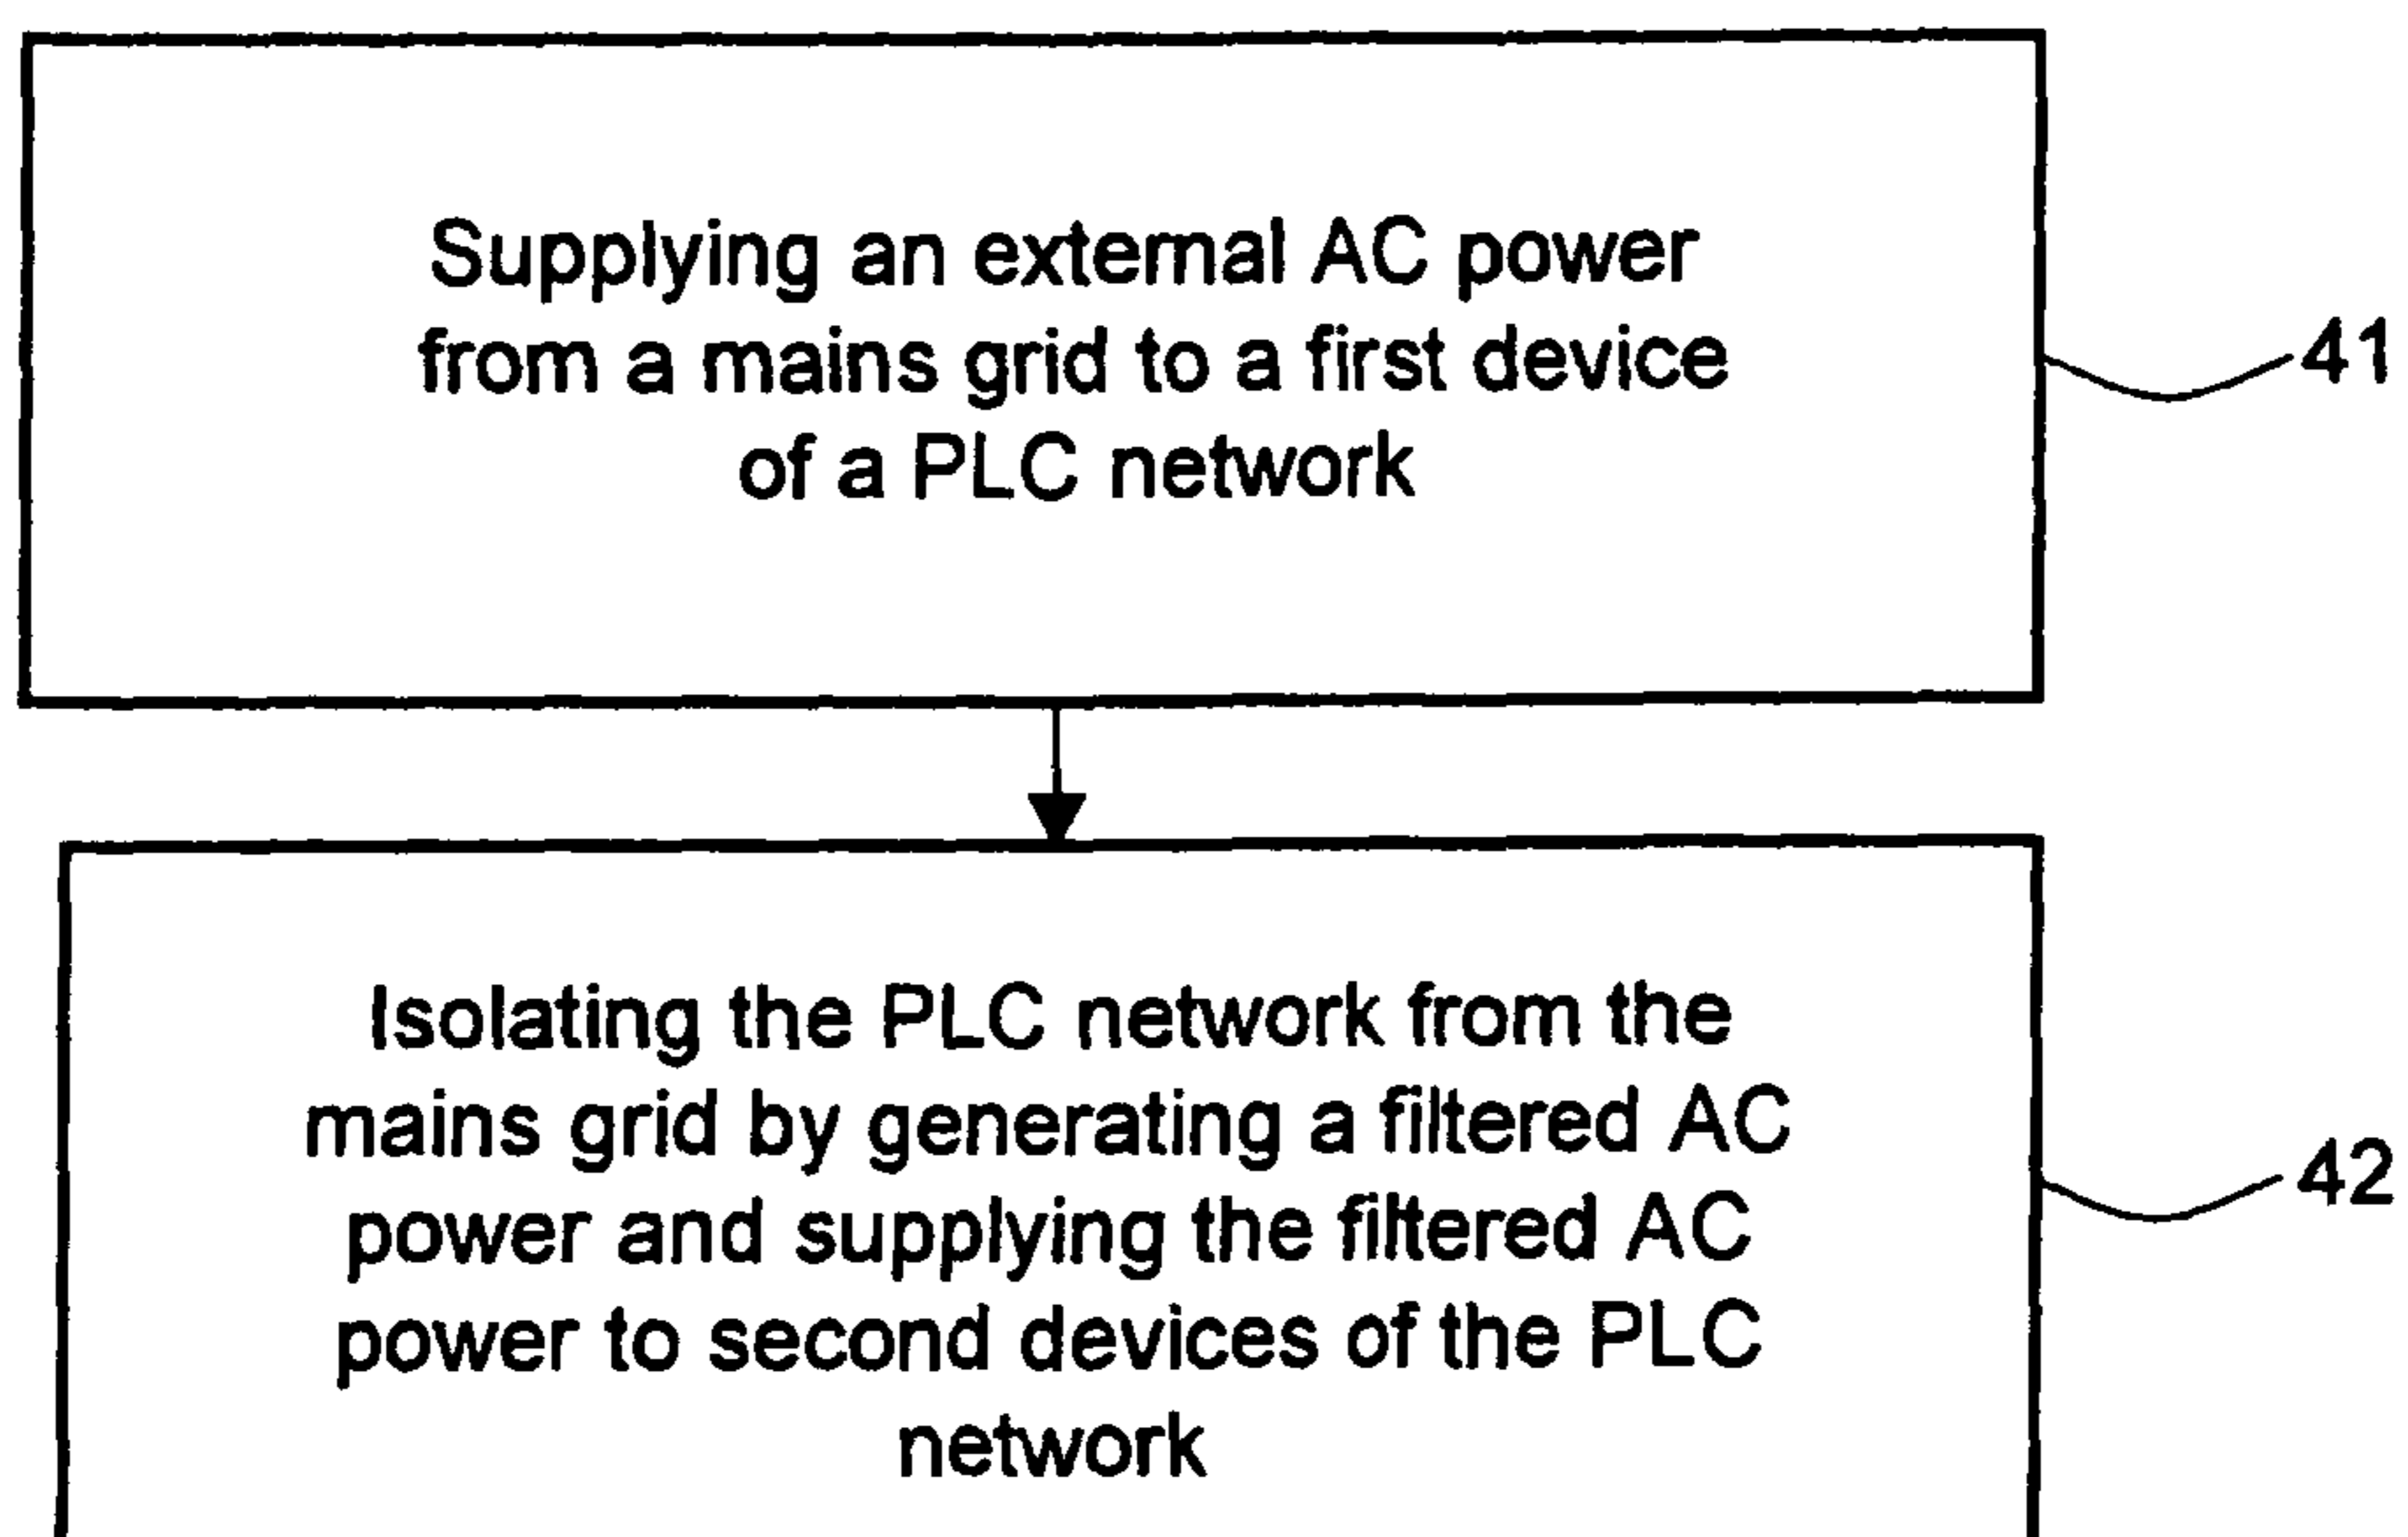 Supplying an external AC power
from a mains grid to a first device
of a PLC network
41
Isolating the PLC network from the
mains grid by generating a filtered AC
power and supplying the filtered AC
power to second devices of the PLC
network
42